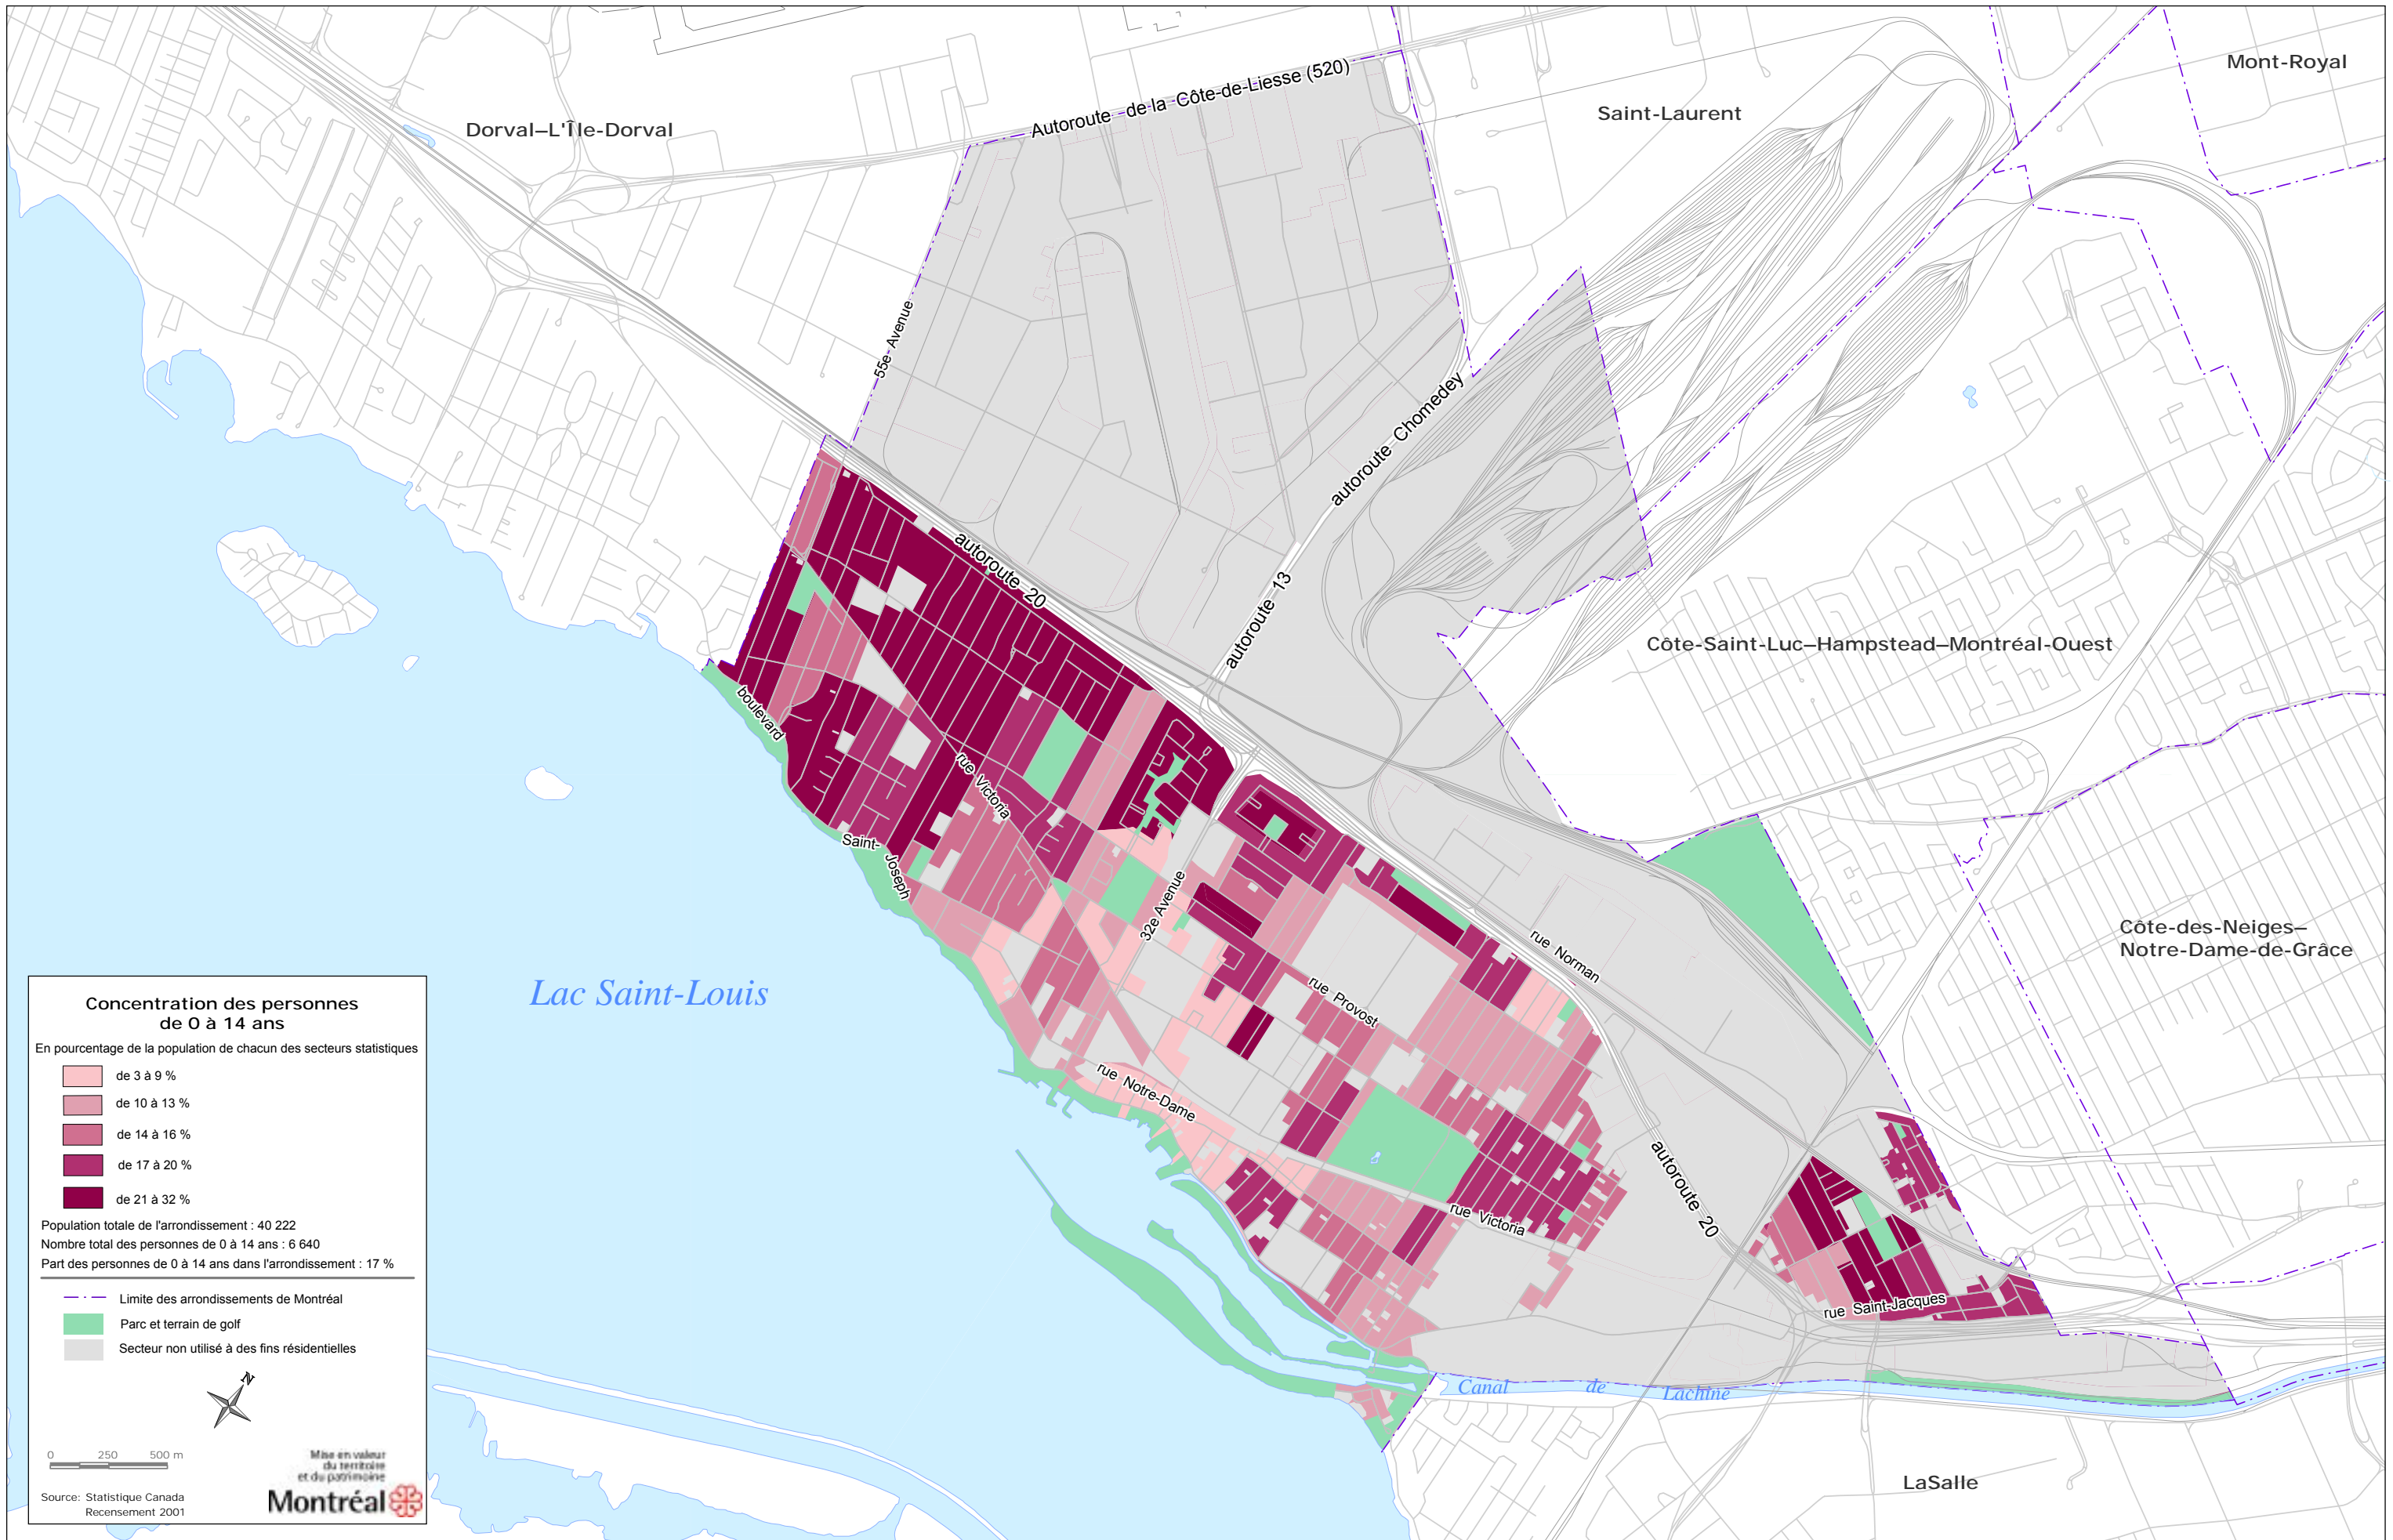 Mont-Royal
Saint-Laurent
Dorval–L'Île-Dorval
Autoroute de la Côte-de-Liesse (520)
55e Avenue
autoroute Chomedey
autoroute 20
autoroute 13
Côte-Saint-Luc–Hampstead–Montréal-Ouest
boulevard
Saint-Joseph
rue Victoria
32e Avenue
rue Norman
rue Provost
Côte-des-Neiges–
Notre-Dame-de-Grâce
Lac Saint-Louis
rue Notre-Dame
rue Victoria
autoroute 20
rue Saint-Jacques
Canal de Lachine
LaSalle
Concentration des personnes
de 0 à 14 ans
En pourcentage de la population de chacun des secteurs statistiques
de 3 à 9 %
de 10 à 13 %
de 14 à 16 %
de 17 à 20 %
de 21 à 32 %
Population totale de l'arrondissement : 40 222
Nombre total des personnes de 0 à 14 ans : 6 640
Part des personnes de 0 à 14 ans dans l'arrondissement : 17 %
Limite des arrondissements de Montréal
Parc et terrain de golf
Secteur non utilisé à des fins résidentielles
N
0 250 500 m
Source: Statistique Canada
Recensement 2001
Mise en valeur
du territoire
et du patrimoine
Montréal